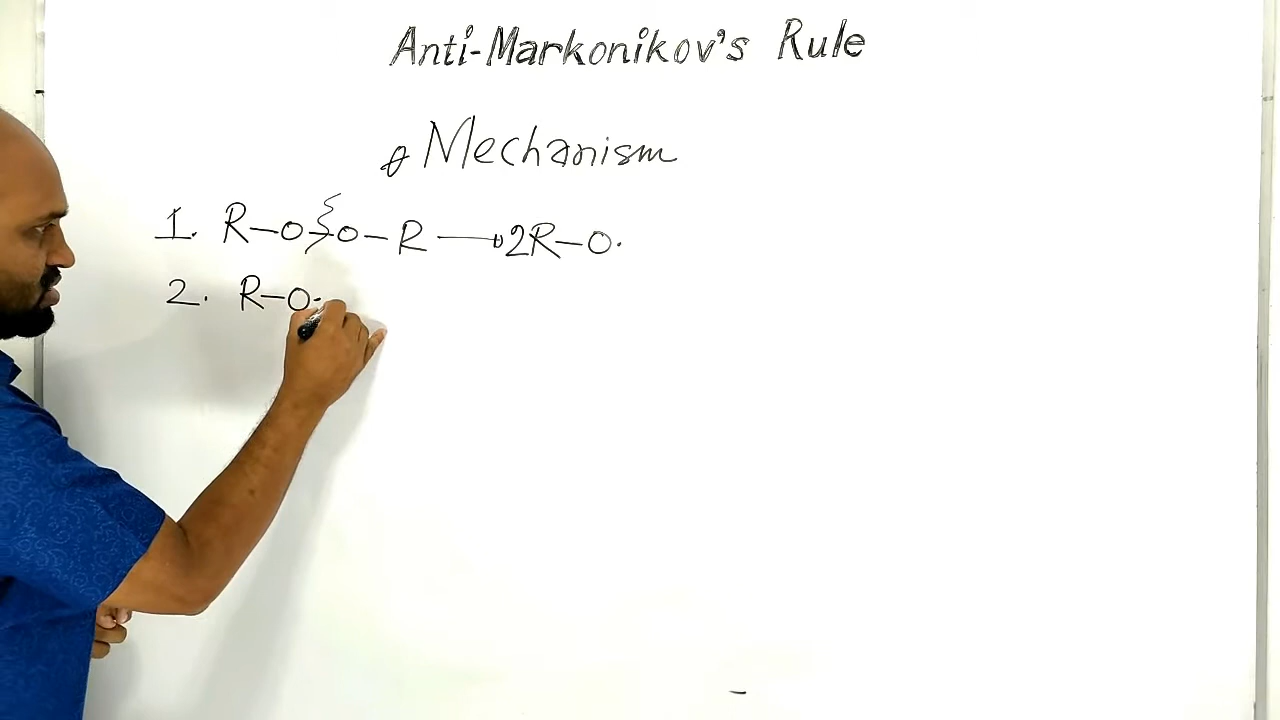 Anti-Markonikov's Rule
Mechanism
1. R-O-O-R → 2R-O·
2. R-O·